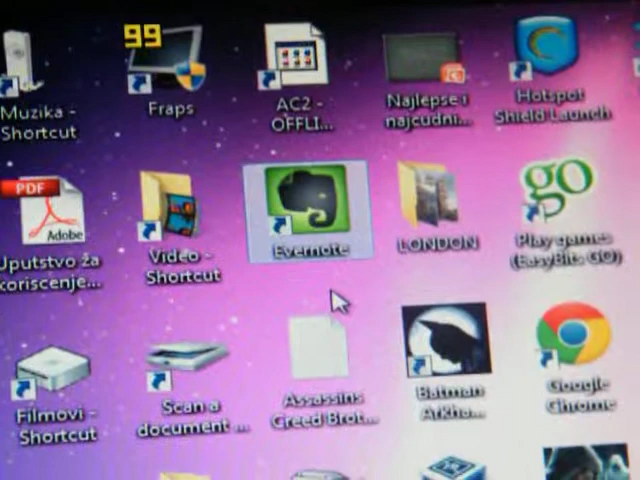 99
Muzika -
Shortcut
Fraps
AC2 -
OFFLI...
Najlepse i
najcudni...
Hotspot
Shield Launch
PDF
Adobe
Uputstvo za
koriscenje...
Video -
Shortcut
Evernote
LONDON
go
Play games
(EasyBits GO)
Filmovi -
Shortcut
Scan a
document ...
Assassins
Creed Brot...
Batman
Arkha...
Google
Chrome